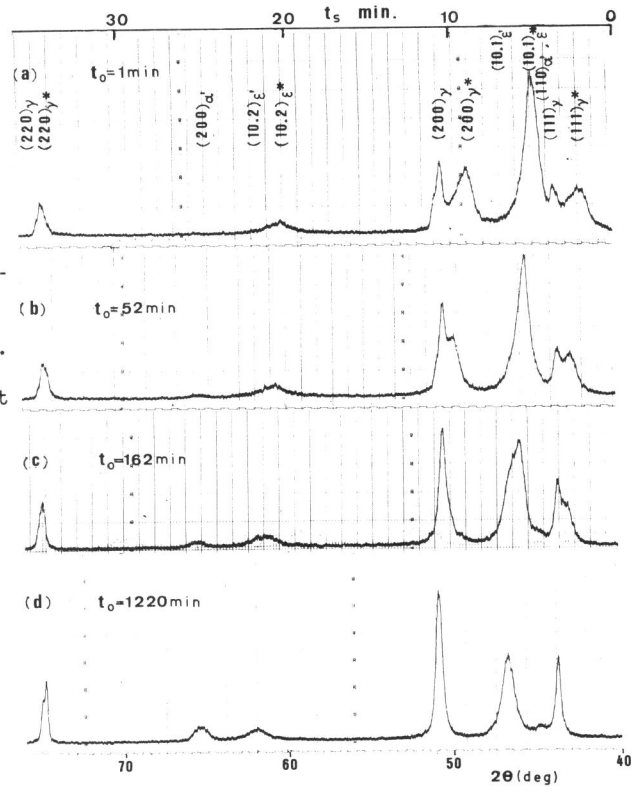 t_s min.
30 20 10 0
(a) t_o=1min
(220)γ
(220)γ*
(200)α'
(10.2)ε'
(10.2)ε*
(200)γ
(200)γ*
(10.1)ε
(10.1)ε*
(110)α'
(111)γ
(111)γ*
(b) t_o=52min
(c) t_o=162min
(d) t_o=1220min
70 60 50 40
2θ(deg)